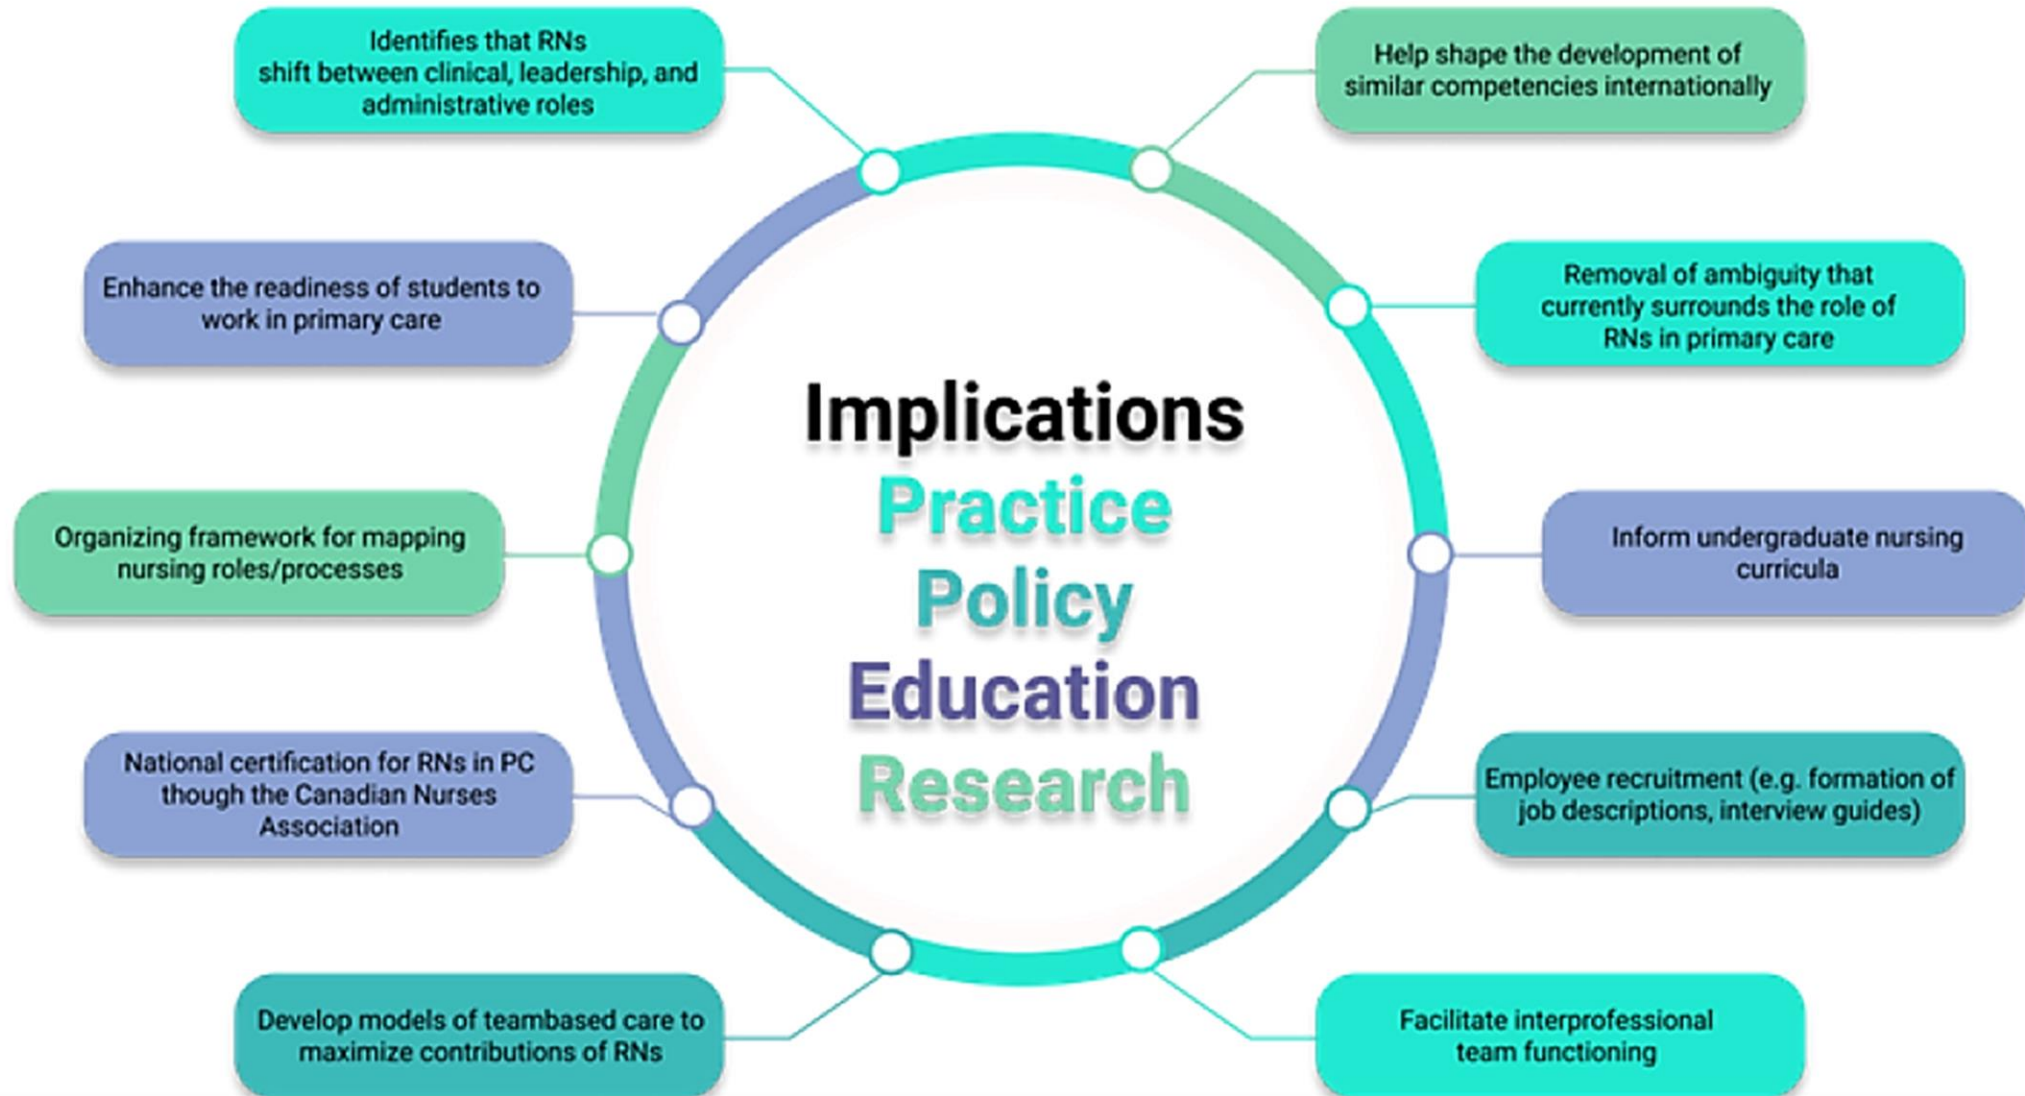 Identifies that RNs
shift between clinical, leadership, and
administrative roles
Help shape the development of
similar competencies internationally
Enhance the readiness of students to
work in primary care
Removal of ambiguity that
currently surrounds the role of
RNs in primary care
Implications
Practice
Policy
Education
Research
Organizing framework for mapping
nursing roles/processes
Inform undergraduate nursing
curricula
National certification for RNs in PC
though the Canadian Nurses
Association
Employee recruitment (e.g. formation of
job descriptions, interview guides)
Develop models of teambased care to
maximize contributions of RNs
Facilitate interprofessional
team functioning